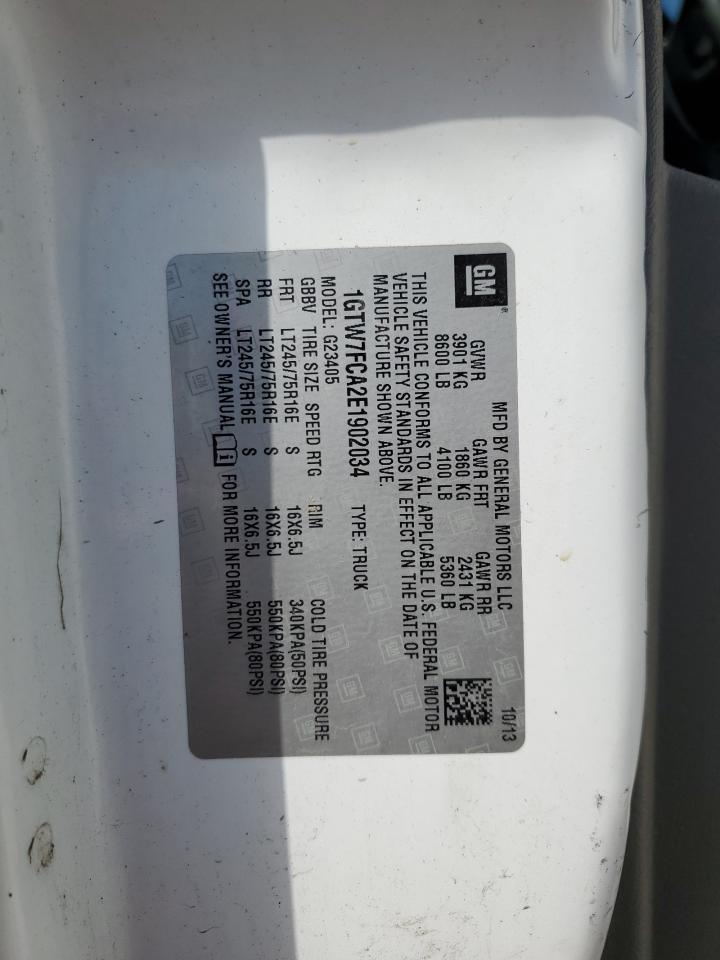 GM®
MFD BY GENERAL MOTORS LLC 10/13
GVWR GAWR FRT GAWR RR
3901 KG 1860 KG 2431 KG
8600 LB 4100 LB 5360 LB
THIS VEHICLE CONFORMS TO ALL APPLICABLE U.S. FEDERAL MOTOR
VEHICLE SAFETY STANDARDS IN EFFECT ON THE DATE OF
MANUFACTURE SHOWN ABOVE.
1GTW7FCA2E1902034 TYPE: TRUCK
MODEL: G23405
GBBV TIRE SIZE SPEED RTG RIM COLD TIRE PRESSURE
FRT LT245/75R16E S 16X6.5J 340KPA(50PSI)
RR LT245/75R16E S 16X6.5J 550KPA(80PSI)
SPA LT245/75R16E S 16X6.5J 550KPA(80PSI)
SEE OWNER'S MANUAL i FOR MORE INFORMATION.